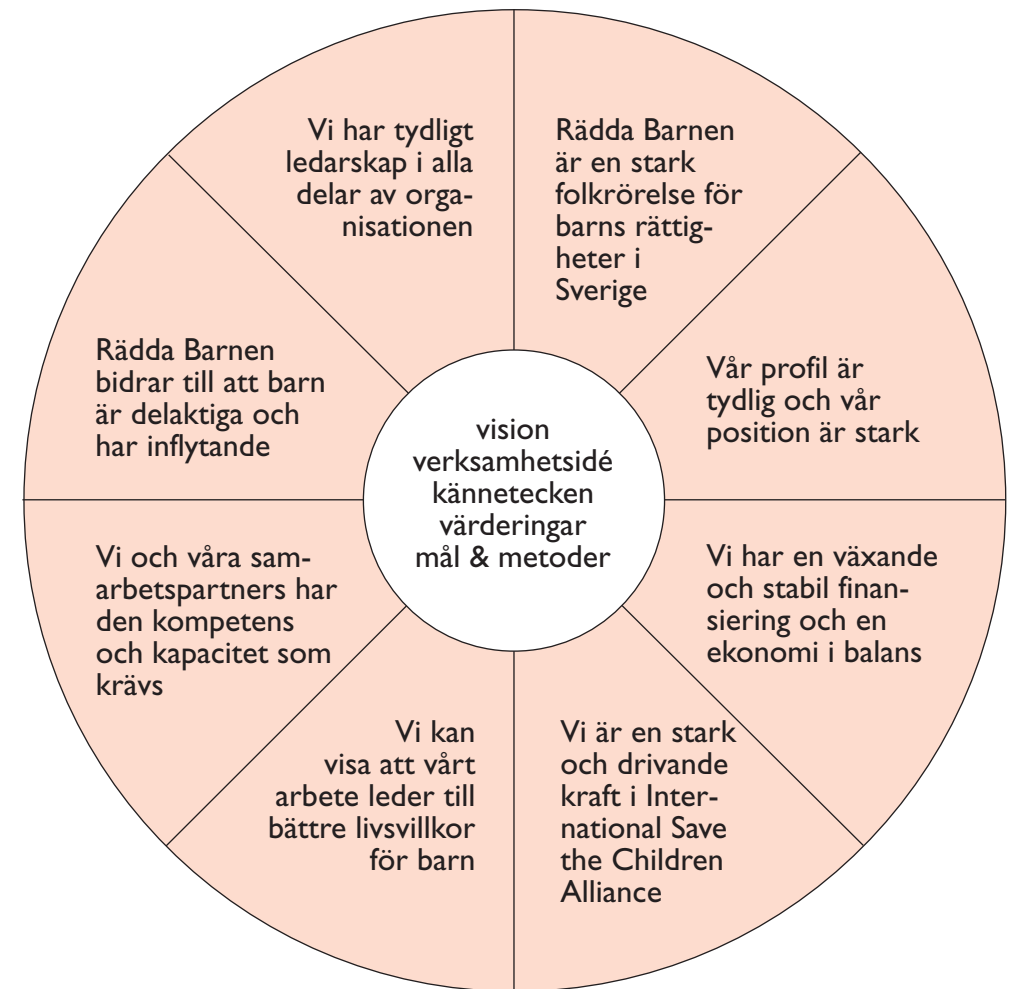 Vi har tydligt
ledarskap i alla
delar av orga-
nisationen
Rädda Barnen
är en stark
folkrörelse för
barns rättig-
heter i
Sverige
Vår profil är
tydlig och vår
position är stark
Vi har en växande
och stabil finan-
siering och en
ekonomi i balans
Vi är en stark
och drivande
kraft i Inter-
national Save
the Children
Alliance
Vi kan
visa att vårt
arbete leder till
bättre livsvillkor
för barn
Vi och våra sam-
arbetspartners har
den kompetens
och kapacitet som
krävs
Rädda Barnen
bidrar till att barn
är delaktiga och
har inflytande
vision
verksamhetsidé
kännetecken
värderingar
mål & metoder